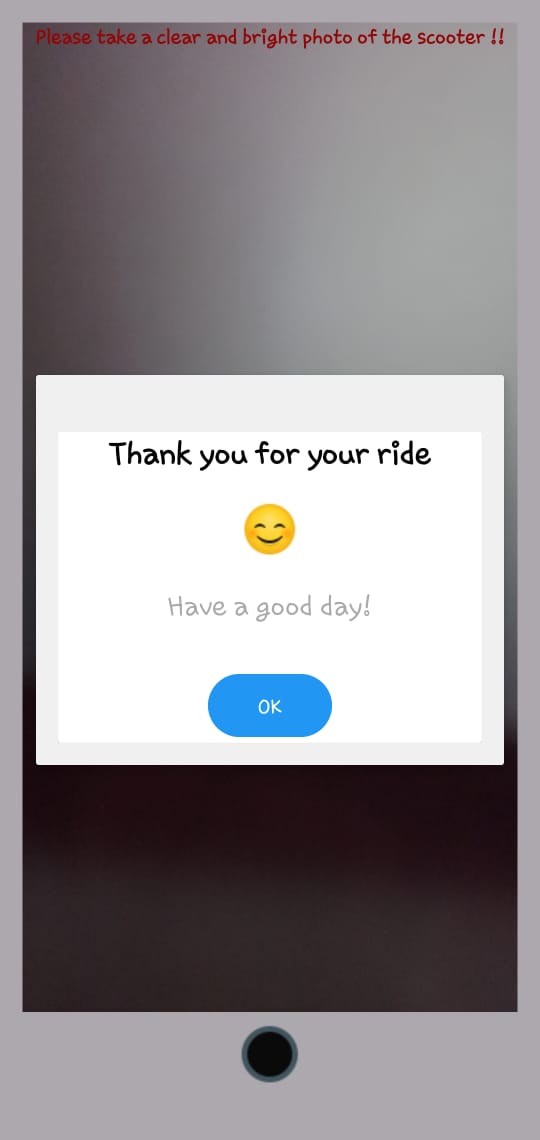 Please take a clear and bright photo of the scooter !!
Thank you for your ride
😊
Have a good day!
OK